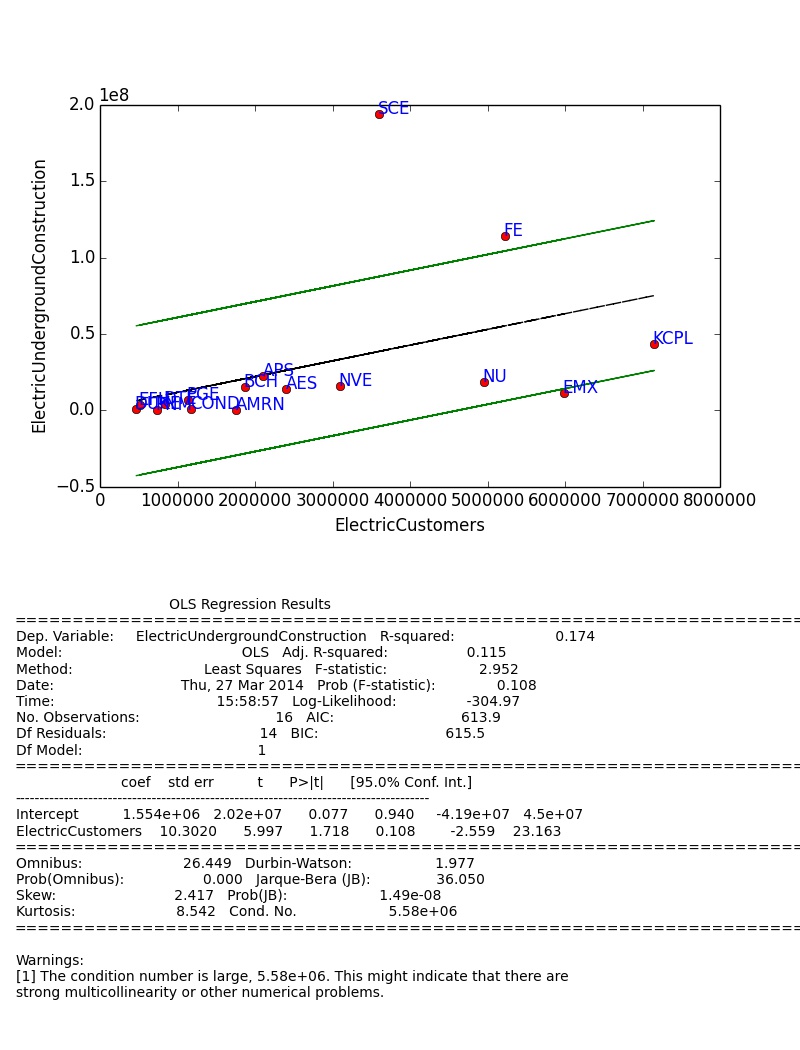 1e8
2.0
1.5
1.0
0.5
0.0
−0.5
ElectricUndergroundConstruction
SCE
FE
KCPL
APS
BCH
AES
NVE
NU
EMX
PGE
COND
AMRN
0 1000000 2000000 3000000 4000000 5000000 6000000 7000000 8000000
ElectricCustomers
OLS Regression Results
==============================================================================
Dep. Variable: ElectricUndergroundConstruction R-squared: 0.174
Model: OLS Adj. R-squared: 0.115
Method: Least Squares F-statistic: 2.952
Date: Thu, 27 Mar 2014 Prob (F-statistic): 0.108
Time: 15:58:57 Log-Likelihood: -304.97
No. Observations: 16 AIC: 613.9
Df Residuals: 14 BIC: 615.5
Df Model: 1
==============================================================================
coef std err t P>|t| [95.0% Conf. Int.]
------------------------------------------------------------------------------
Intercept 1.554e+06 2.02e+07 0.077 0.940 -4.19e+07 4.5e+07
ElectricCustomers 10.3020 5.997 1.718 0.108 -2.559 23.163
==============================================================================
Omnibus: 26.449 Durbin-Watson: 1.977
Prob(Omnibus): 0.000 Jarque-Bera (JB): 36.050
Skew: 2.417 Prob(JB): 1.49e-08
Kurtosis: 8.542 Cond. No. 5.58e+06
==============================================================================
Warnings:
[1] The condition number is large, 5.58e+06. This might indicate that there are
strong multicollinearity or other numerical problems.